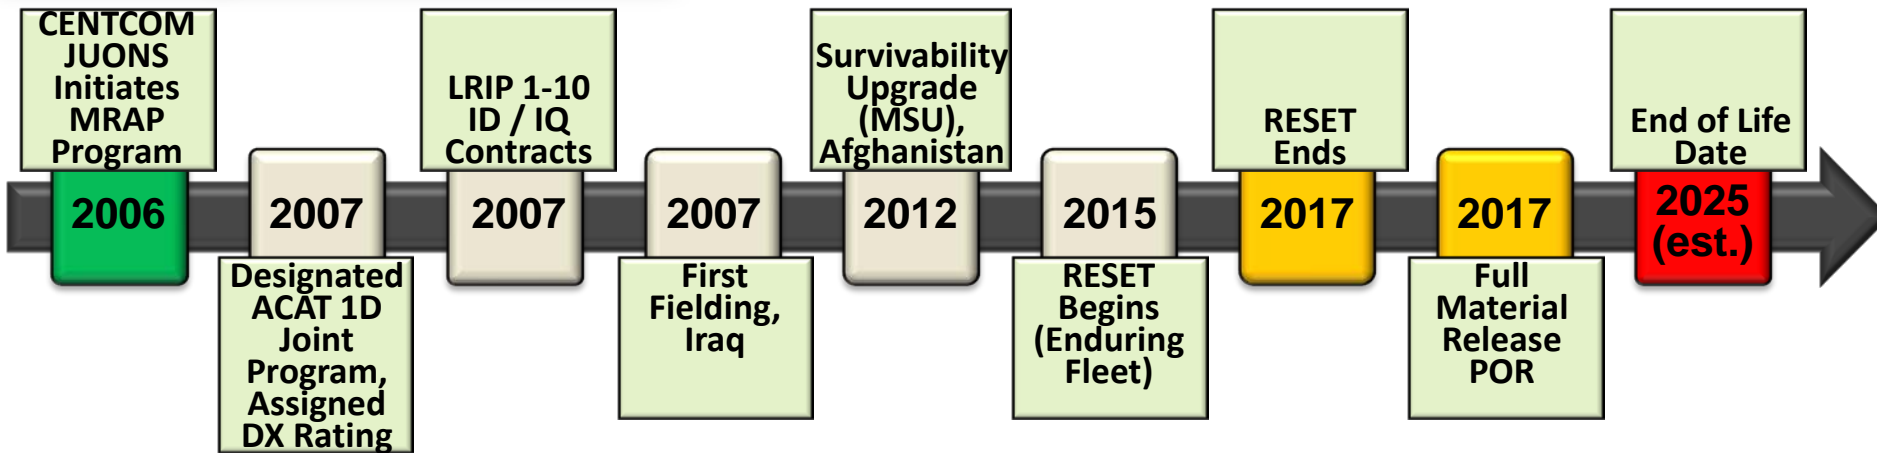 CENTCOM
JUONS
Initiates
MRAP
Program
2006
2007
Designated
ACAT 1D
Joint
Program,
Assigned
DX Rating
LRIP 1-10
ID / IQ
Contracts
2007
2007
First
Fielding,
Iraq
Survivability
Upgrade
(MSU),
Afghanistan
2012
2015
RESET
Begins
(Enduring
Fleet)
RESET
Ends
2017
2017
Full
Material
Release
POR
End of Life
Date
2025
(est.)